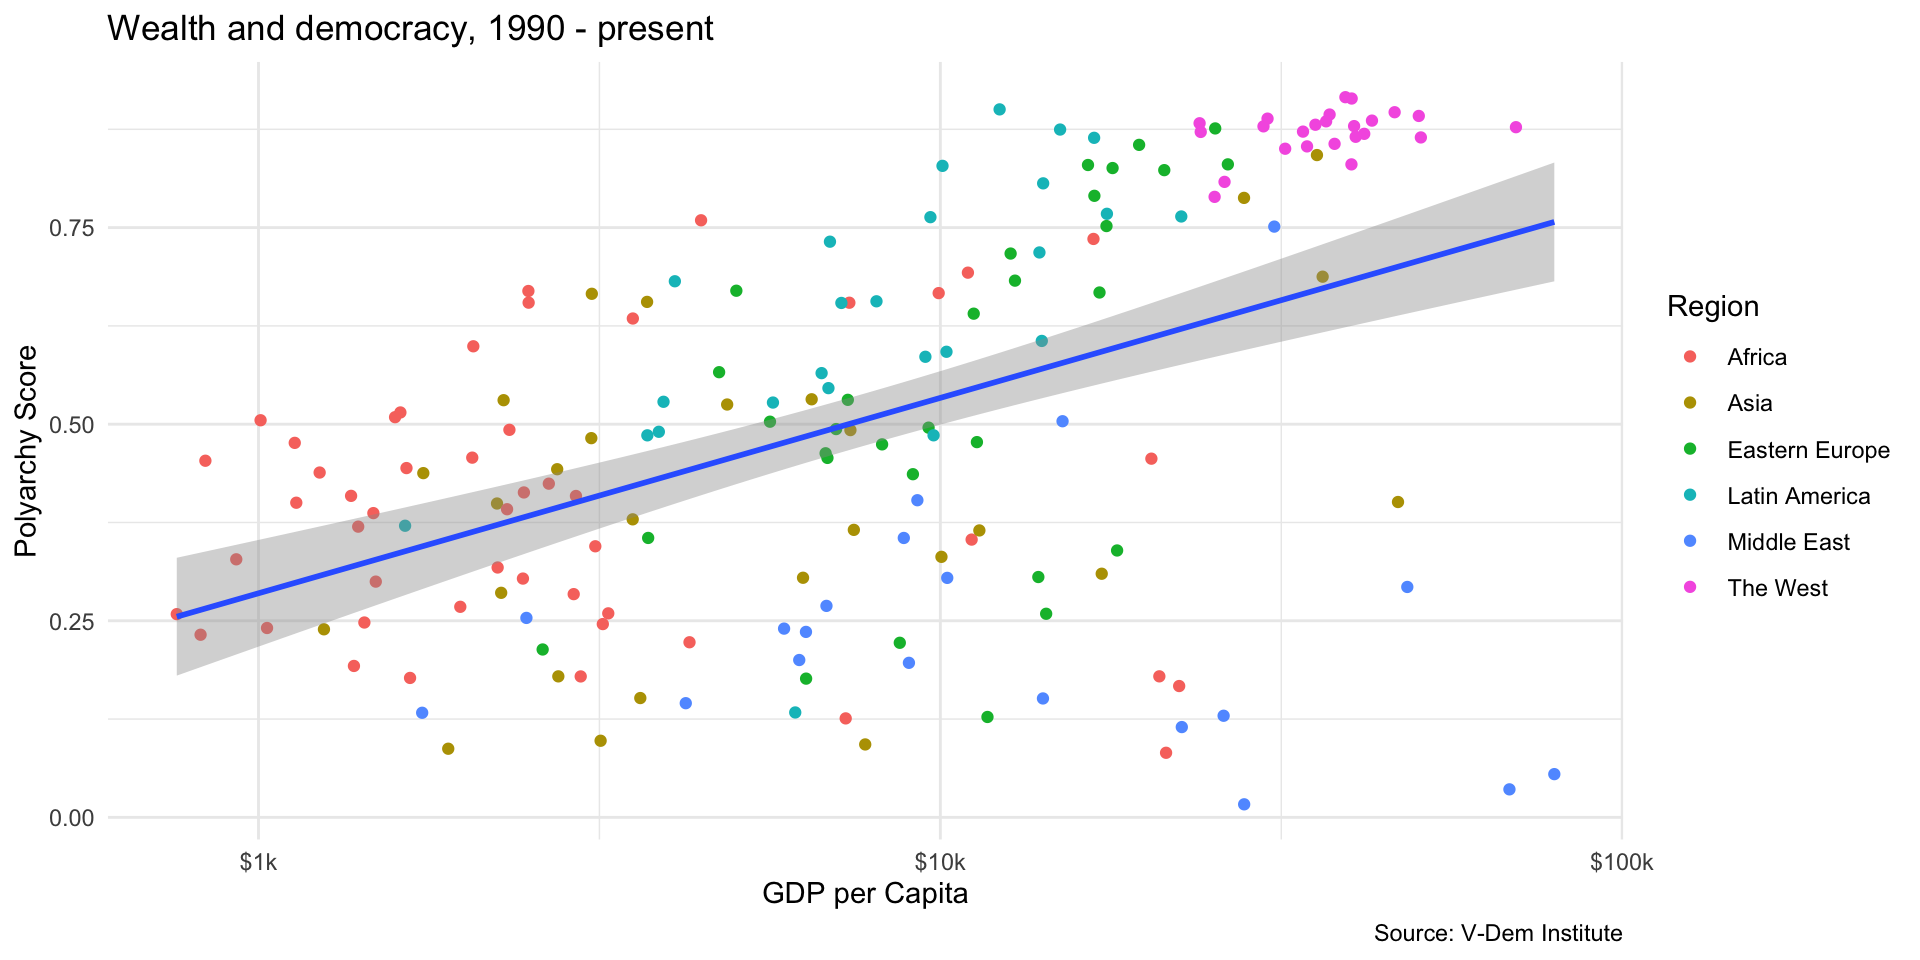 Wealth and democracy, 1990 - present
Polyarchy Score
0.75
0.50
0.25
0.00
$1k
$10k
$100k
GDP per Capita
Region
Africa
Asia
Eastern Europe
Latin America
Middle East
The West
Source: V-Dem Institute